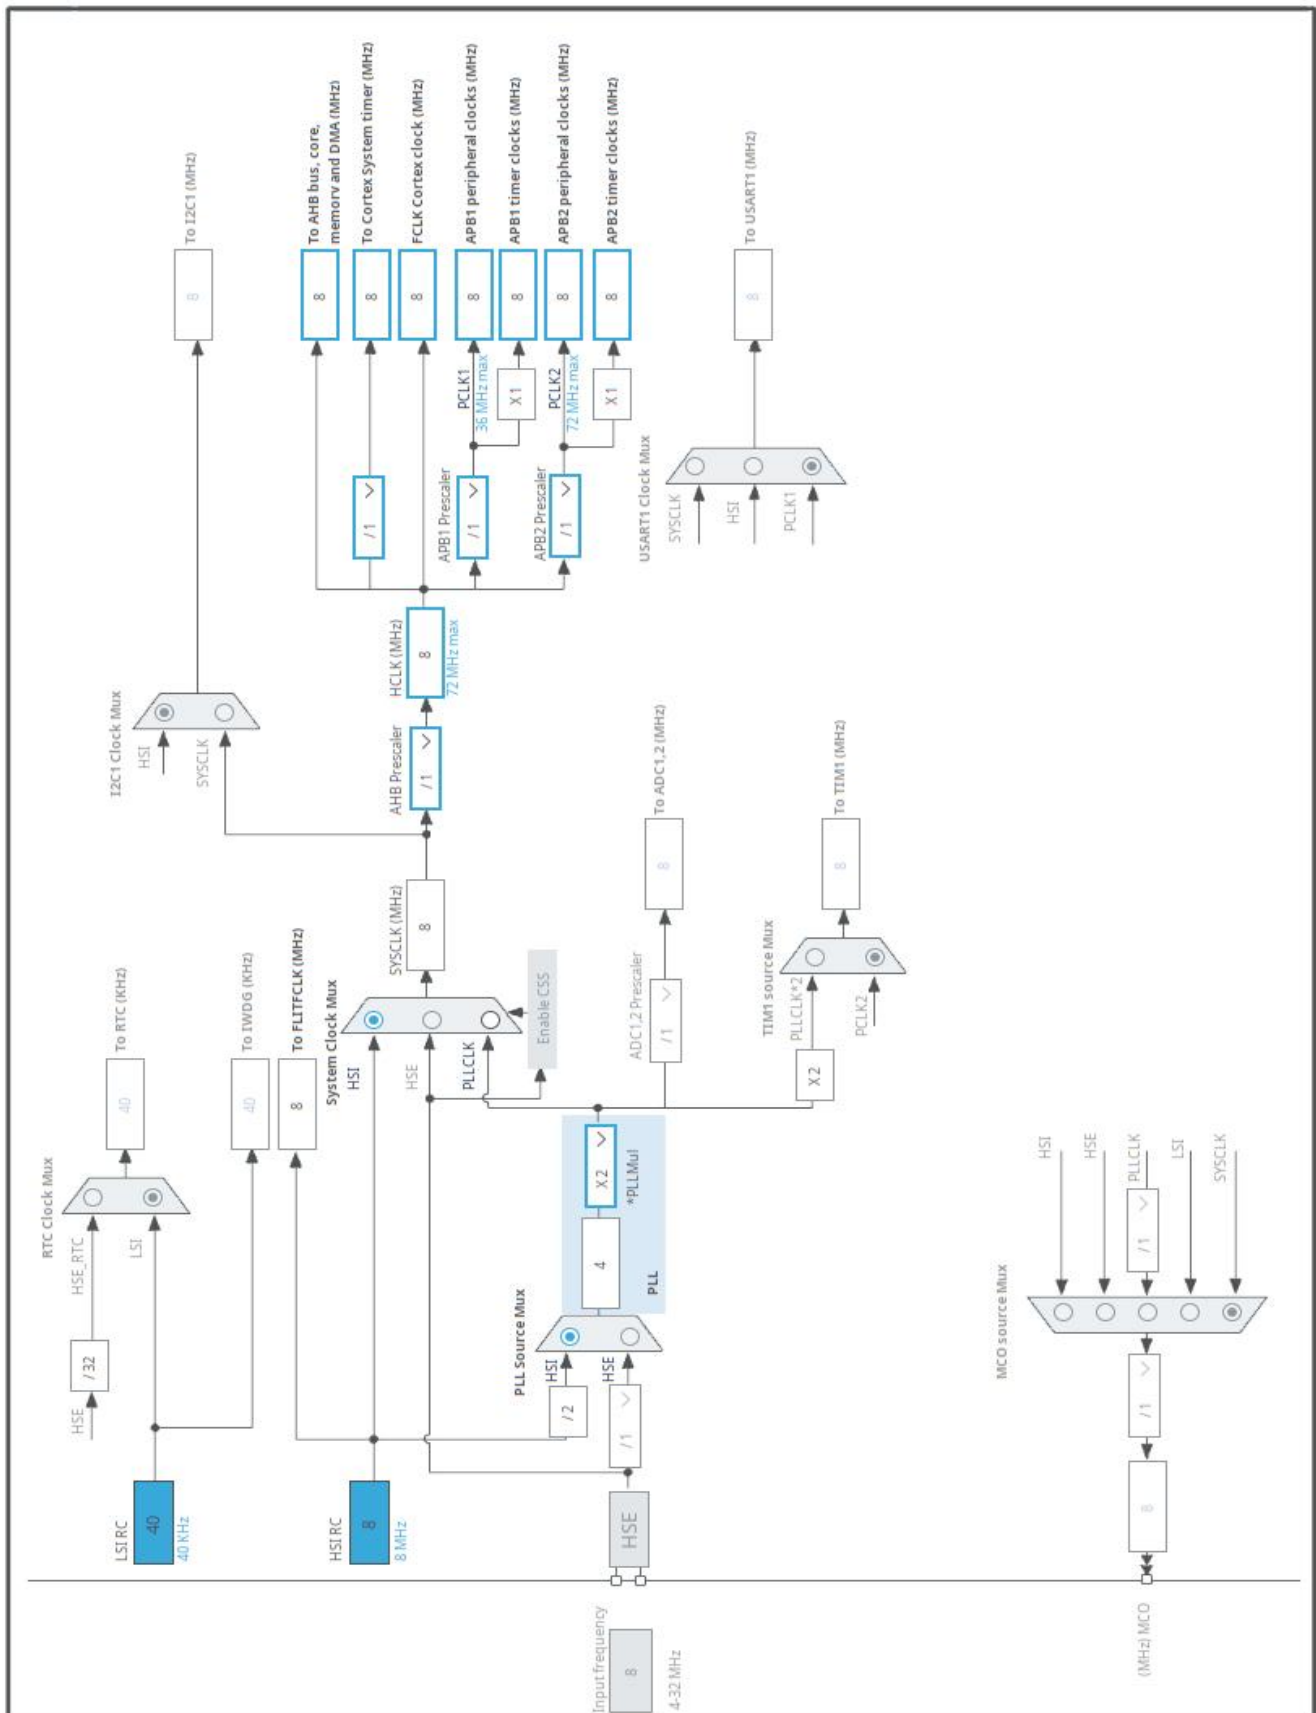 RTC Clock Mux
HSE
/ 32
HSE_RTC
LSI
To RTC (KHz)
40
LSI RC
40
40 KHz
To IWDG (KHz)
40
I2C1 Clock Mux
HSI
SYSCLK
To I2C1 (MHz)
8
To FLITFCLK (MHz)
8
HSI RC
8
8 MHz
System Clock Mux
HSI
HSE
PLLCLK
Enable CSS
SYSCLK (MHz)
8
AHB Prescaler
/ 1
HCLK (MHz)
8
72 MHz max
8
To AHB bus, core,
memory and DMA (MHz)
/ 1
8
To Cortex System timer (MHz)
8
FCLK Cortex clock (MHz)
APB1 Prescaler
/ 1
PCLK1
36 MHz max
8
APB1 peripheral clocks (MHz)
X 1
8
APB1 timer clocks (MHz)
APB2 Prescaler
/ 1
PCLK2
72 MHz max
8
APB2 peripheral clocks (MHz)
X 1
8
APB2 timer clocks (MHz)
PLL Source Mux
/ 2
HSI
HSE
/ 1
4
X 2
*PLLMul
PLL
Input frequency
8
4-32 MHz
HSE
ADC1,2 Prescaler
/ 1
8
To ADC1,2 (MHz)
TIM1 source Mux
X 2
PLLCLK*2
PCLK2
8
To TIM1 (MHz)
USART1 Clock Mux
SYSCLK
HSI
PCLK1
8
To USART1 (MHz)
MCO source Mux
HSI
HSE
PLLCLK
/ 1
LSI
SYSCLK
/ 1
8
(MHz) MCO